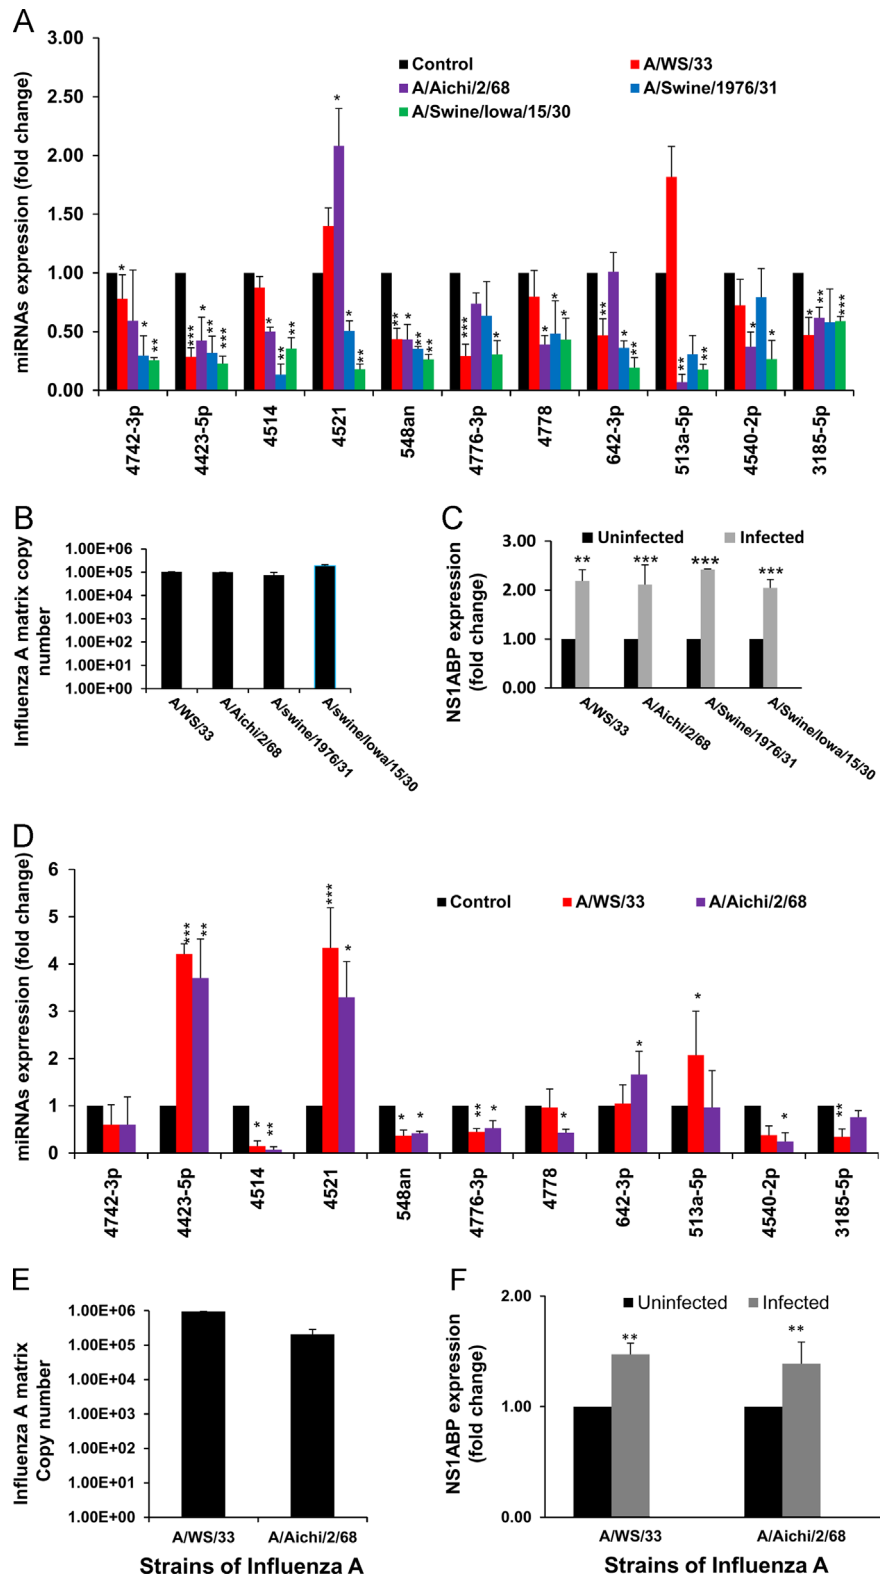 A
miRNAs expression (fold change)
3.00
2.50
2.00
1.50
1.00
0.50
0.00
Control
A/WS/33
A/Aichi/2/68
A/Swine/1976/31
A/Swine/Iowa/15/30
*
*** * ** ***
* ** **
* * **
** * ** **
*** *
* * *
** * **
** **
* *
* ** ***
* * **
4742-3p
4423-5p
4514
4521
548an
4776-3p
4778
642-3p
513a-5p
4540-2p
3185-5p
B
Influenza A matrix copy
number
1.00E+06
1.00E+05
1.00E+04
1.00E+03
1.00E+02
1.00E+01
1.00E+00
A/WS/33
A/Aichi/2/68
A/swine/1976/31
A/swine/Iowa/15/30
C
NS1ABP expression
(fold change)
Uninfected
Infected
3.00
2.00
1.00
0.00
** *** *** ***
A/WS/33
A/Aichi/2/68
A/Swine/1976/31
A/Swine/Iowa/15/30
D
miRNAs exprression (fold change)
6
5
4
3
2
1
0
Control
A/WS/33
A/Aichi/2/68
*** **
* **
*** *
* *
** *
*
*
*
*
**
4742-3p
4423-5p
4514
4521
548an
4776-3p
4778
642-3p
513a-5p
4540-2p
3185-5p
E
Influenza A matrix
Copy number
1.00E+06
1.00E+05
1.00E+04
1.00E+03
1.00E+02
1.00E+01
1.00E+00
A/WS/33
A/Aichi/2/68
Strains of Influenza A
F
NS1ABP expression
(fold change)
2.00
1.00
0.00
Uninfected
Infected
** **
A/WS/33
A/Aichi/2/68
Strains of Influenza A